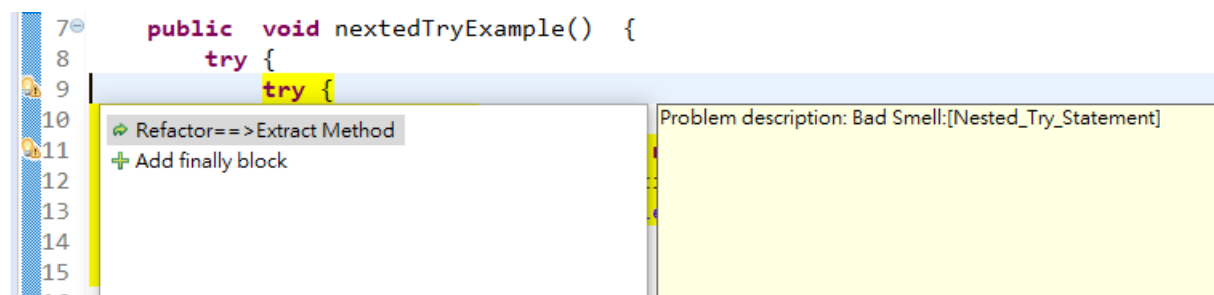 7 public void nextedTryExample() {
8 try {
9 try {
10
11
12
13
14
15
Refactor==>Extract Method
Add finally block
Problem description: Bad Smell:[Nested_Try_Statement]